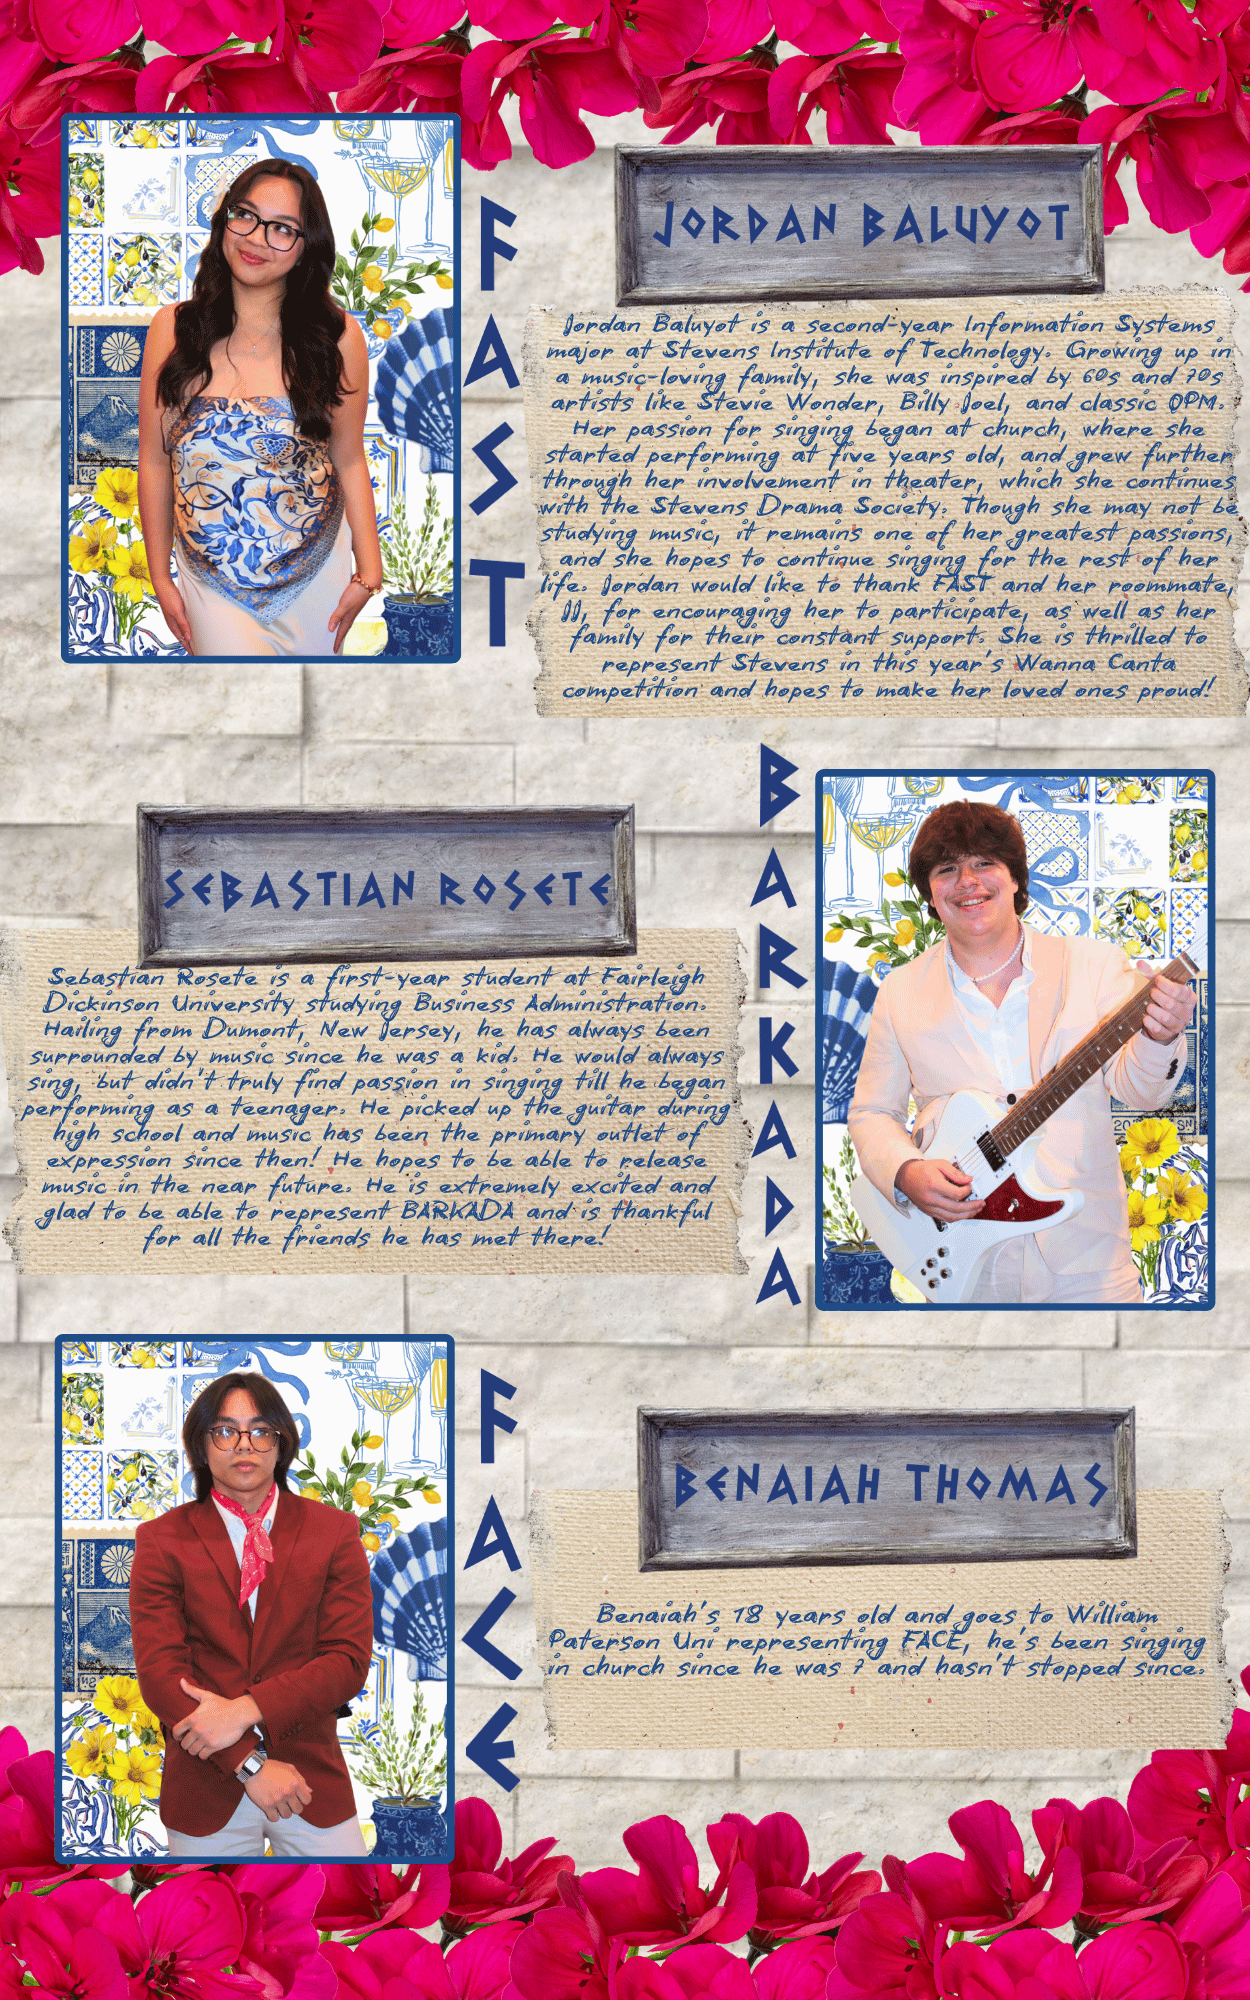 FAST
JORDAN BALUYOT
Jordan Baluyot is a second-year Information Systems
major at Stevens Institute of Technology. Growing up in
a music-loving family, she was inspired by 60s and 70s
artists like Stevie Wonder, Billy Joel, and classic OPM.
Her passion for singing began at church, where she
started performing at five years old, and grew further
through her involvement in theater, which she continues
with the Stevens Drama Society. Though she may not be
studying music, it remains one of her greatest passions,
and she hopes to continue singing for the rest of her
life. Jordan would like to thank FAST and her roommate,
JJ, for encouraging her to participate, as well as her
family for their constant support. She is thrilled to
represent Stevens in this year's Wanna Canta
competition and hopes to make her loved ones proud!
BARKADA
SEBASTIAN ROSETE
Sebastian Rosete is a first-year student at Fairleigh
Dickinson University studying Business Administration.
Hailing from Dumont, New Jersey, he has always been
surrounded by music since he was a kid. He would always
sing, but didn't truly find passion in singing till he began
performing as a teenager. He picked up the guitar during
high school and music has been the primary outlet of
expression since then! He hopes to be able to release
music in the near future. He is extremely excited and
glad to be able to represent BARKADA and is thankful
for all the friends he has met there!
FACE
BENAIAH THOMAS
Benaiah's 18 years old and goes to William
Paterson Uni representing FACE, he's been singing
in church since he was 7 and hasn't stopped since.